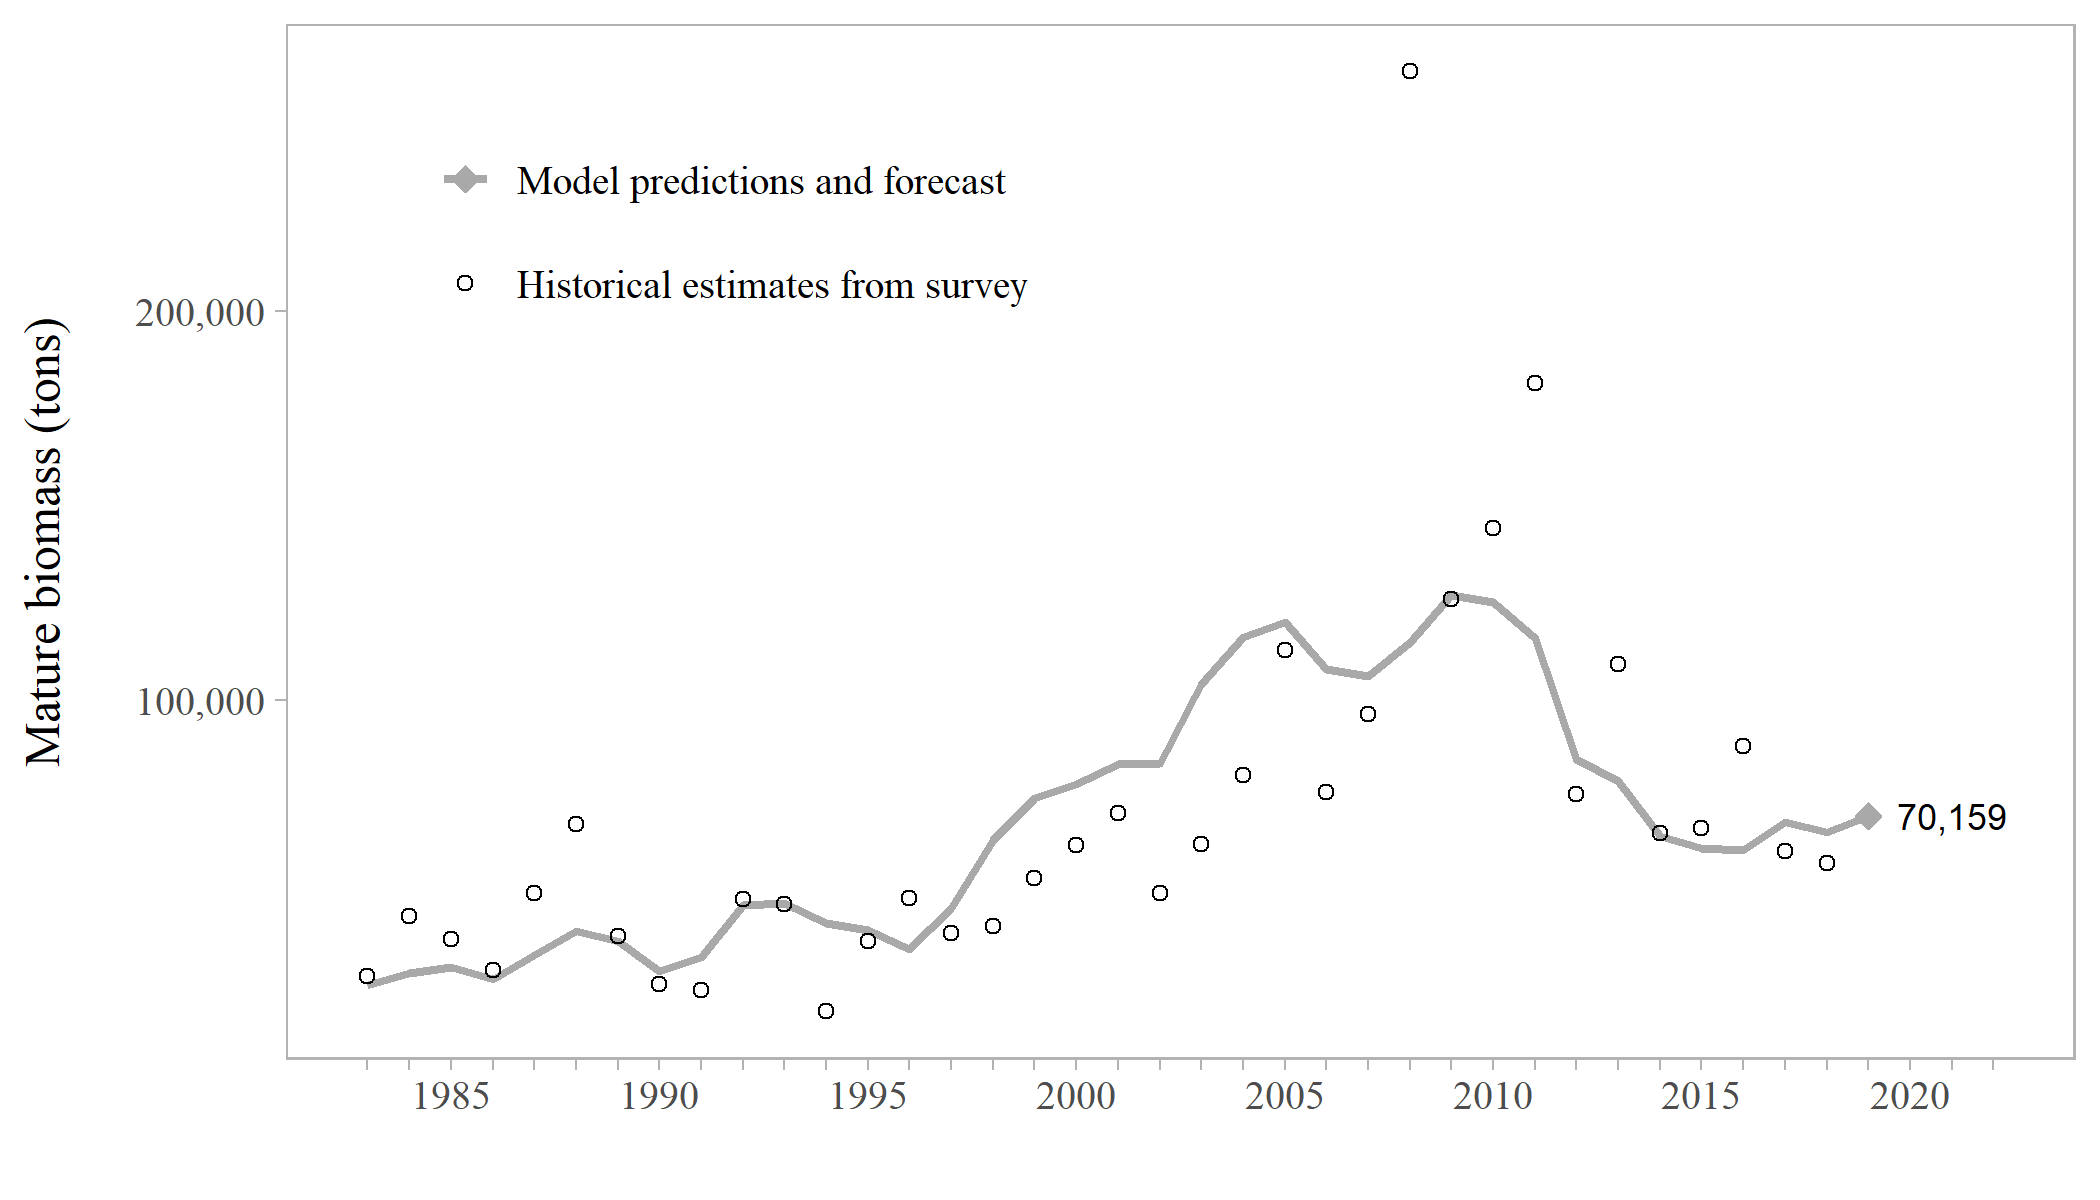 Model predictions and forecast
Historical estimates from survey
Mature biomass (tons)
200,000
100,000
70,159
1985 1990 1995 2000 2005 2010 2015 2020